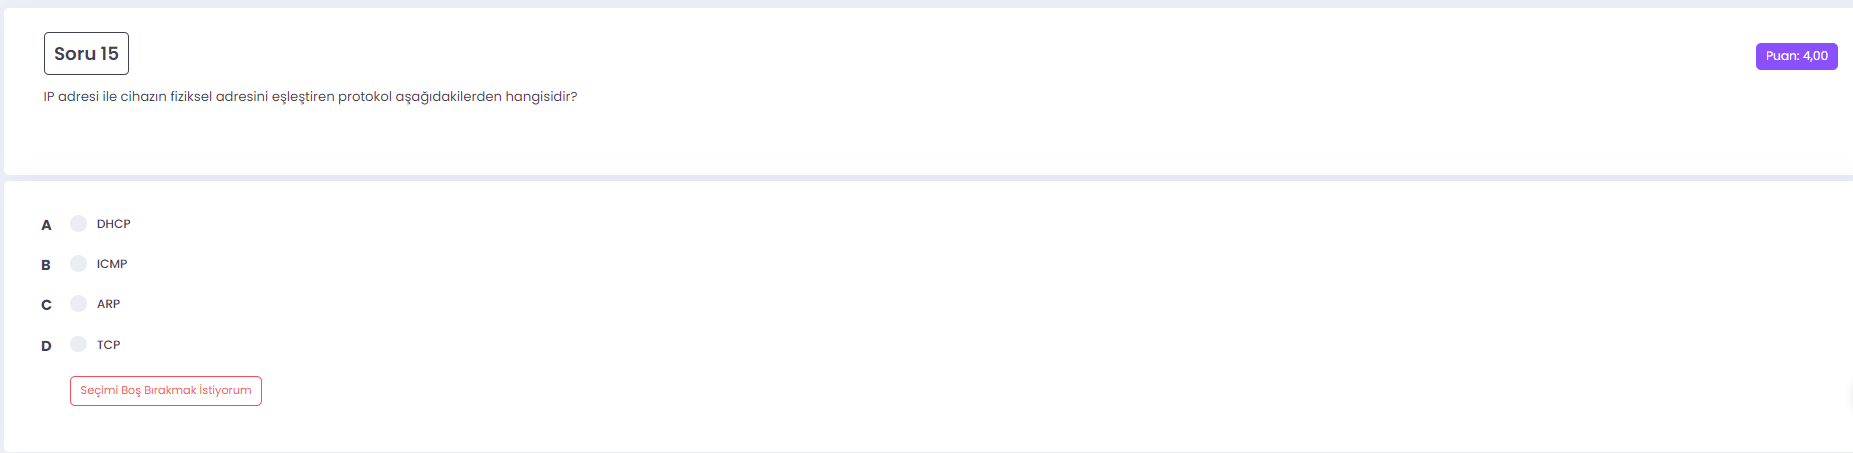 Soru 15
Puan: 4,00
IP adresi ile cihazın fiziksel adresini eşleştiren protokol aşağıdakilerden hangisidir?
A DHCP
B ICMP
C ARP
D TCP
Seçimi Boş Bırakmak İstiyorum